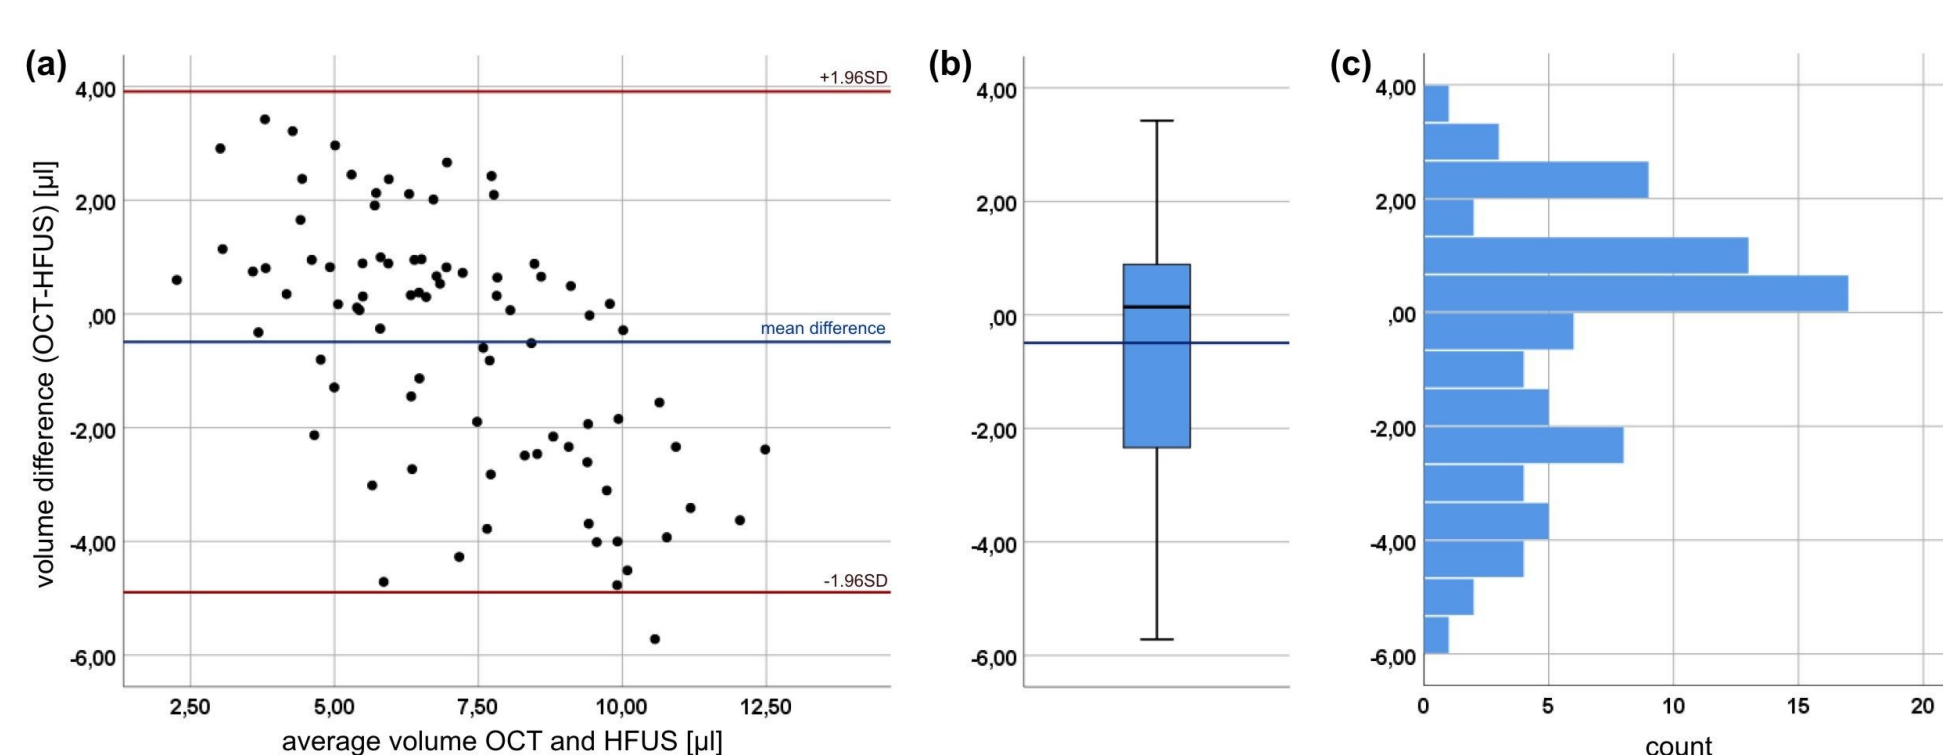 (a)
+1.96SD
4,00
2,00
,00
-2,00
-4,00
-6,00
mean difference
-1.96SD
volume difference (OCT-HFUS) [µl]
2,50 5,00 7,50 10,00 12,50
average volume OCT and HFUS [µl]
(b)
4,00
2,00
,00
-2,00
-4,00
-6,00
(c)
4,00
2,00
,00
-2,00
-4,00
-6,00
0 5 10 15 20
count